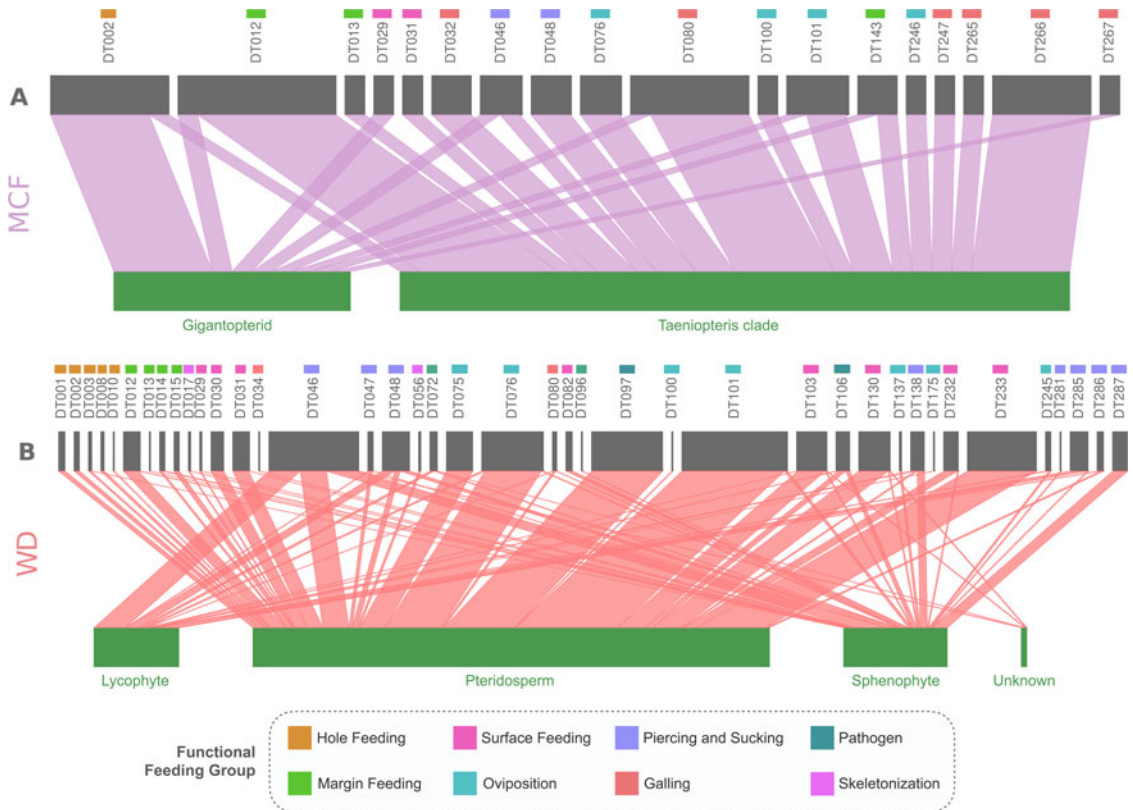 DT002 DT012 DT013 DT029 DT031 DT032 DT046 DT048 DT076 DT080 DT100 DT101 DT143 DT246 DT247 DT265 DT266 DT267
A
MCF
Gigantopterid Taeniopteris clade
DT001 DT002 DT003 DT008 DT010 DT012 DT013 DT014 DT015 DT017 DT029 DT030 DT031 DT034 DT046 DT047 DT048 DT056 DT072 DT075 DT076 DT080 DT082 DT096 DT097 DT100 DT101 DT103 DT106 DT130 DT137 DT138 DT175 DT232 DT233 DT245 DT281 DT285 DT286 DT287
B
WD
Lycophyte Pteridosperm Sphenophyte Unknown
Functional
Feeding Group
Hole Feeding Surface Feeding Piercing and Sucking Pathogen
Margin Feeding Oviposition Galling Skeletonization